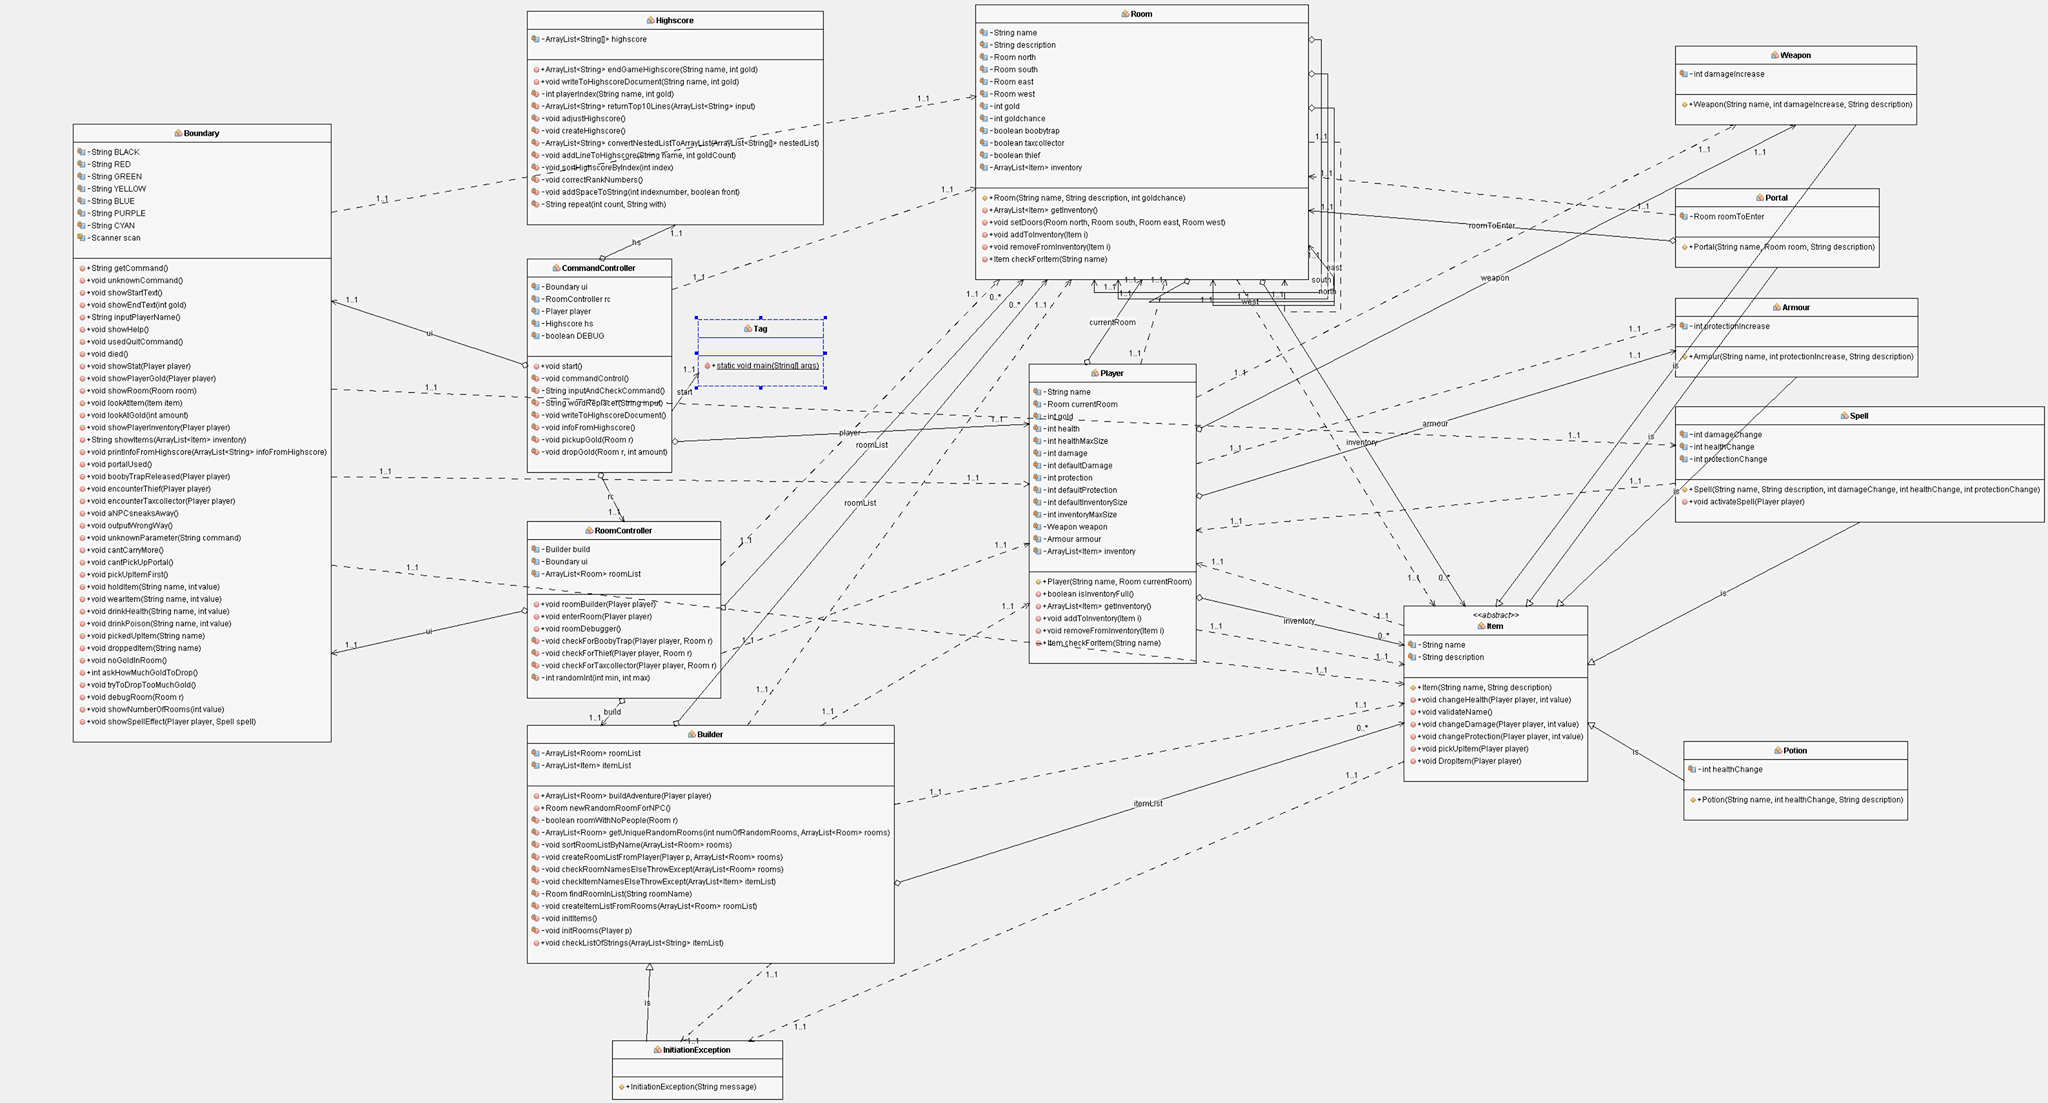 Boundary
-String BLACK
-String RED
-String GREEN
-String YELLOW
-String BLUE
-String PURPLE
-String CYAN
-Scanner scan
+String getCommand()
+void unknownCommand()
+void showStartText()
+void showEndText(int gold)
+String inputPlayerName()
+void showHelp()
+void usedQuitCommand()
+void died()
+void showStat(Player player)
+void showPlayerGold(Player player)
+void showRoom(Room room)
+void lookAtItem(Item item)
+void lookAtGold(int amount)
+void showPlayerInventory(Player player)
+String showItems(ArrayList<Item> inventory)
+void printInfoFromHighscore(ArrayList<String> infoFromHighscore)
+void portalUsed()
+void boobyTrapReleased(Player player)
+void encounterThief(Player player)
+void encounterTaxcollector(Player player)
+void aNPCsneaksAway()
+void outputWrongWay()
+void unknownParameter(String command)
+void cantCarryMore()
+void cantPickUpPortal()
+void pickUpItemFirst()
+void holdItem(String name, int value)
+void wearItem(String name, int value)
+void drinkHealth(String name, int value)
+void drinkPoison(String name, int value)
+void pickedUpItem(String name)
+void droppedItem(String name)
+void noGoldInRoom()
+int askHowMuchGoldToDrop()
+void tryToDropTooMuchGold()
+void debugRoom(Room r)
+void showNumberOfRooms(int value)
+void showSpellEffect(Player player, Spell spell)
Highscore
-ArrayList<String[]> highscore
+ArrayList<String> endGameHighscore(String name, int gold)
+void writeToHighscoreDocument(String name, int gold)
-int playerIndex(String name, int gold)
-ArrayList<String> returnTop10Lines(ArrayList<String> input)
-void adjustHighscore()
-void createHighscore()
-ArrayList<String> convertNestedListToArrayList(ArrayList<String[]> nestedList)
-void addLineToHighscore(String name, int goldCount)
-void sortHighscoreByIndex(int index)
-void correctRankNumbers()
-void addSpaceToString(int indexnumber, boolean front)
-String repeat(int count, String with)
hs
1..1
CommandController
-Boundary ui
-RoomController rc
-Player player
-Highscore hs
-boolean DEBUG
+void start()
-void commandControl()
-String inputAndCheckCommand()
-String wordReplacer(String input)
-void writeToHighscoreDocument()
-void infoFromHighscore()
-void pickupGold(Room r)
-void dropGold(Room r, int amount)
Tag
+static void main(String[] args)
1..1
start
ui
1..1
player
1..1
rc
1..1
RoomController
-Builder build
-Boundary ui
-ArrayList<Room> roomList
+void roomBuilder(Player player)
+void enterRoom(Player player)
+void roomDebugger()
-void checkForBoobyTrap(Player player, Room r)
-void checkForThief(Player player, Room r)
-void checkForTaxcollector(Player player, Room r)
-int randomInt(int min, int max)
ui
1..1
build
1..1
Builder
-ArrayList<Room> roomList
-ArrayList<Item> itemList
+ArrayList<Room> buildAdventure(Player player)
+Room newRandomRoomForNPC()
-boolean roomWithNoPeople(Room r)
-ArrayList<Room> getUniqueRandomRooms(int numOfRandomRooms, ArrayList<Room> rooms)
-void sortRoomListByName(ArrayList<Room> rooms)
-void createRoomListFromPlayer(Player p, ArrayList<Room> rooms)
-void checkRoomNamesElseThrowExcept(ArrayList<Room> rooms)
-void checkItemNamesElseThrowExcept(ArrayList<Item> itemList)
-Room findRoomInList(String roomName)
-void createItemListFromRooms(ArrayList<Room> roomList)
-void initItems()
-void initRooms(Player p)
+void checkListOfStrings(ArrayList<String> itemList)
is
1..1
1..1
InitiationException
+InitiationException(String message)
Room
-String name
-String description
-Room north
-Room south
-Room east
-Room west
-int gold
-int goldchance
-boolean boobytrap
-boolean taxcollector
-boolean thief
-ArrayList<Item> inventory
+Room(String name, String description, int goldchance)
+ArrayList<Item> getInventory()
+void setDoors(Room north, Room south, Room east, Room west)
+void addToInventory(Item i)
+void removeFromInventory(Item i)
+Item checkForItem(String name)
east
south
north
west
currentRoom
roomList
roomList
0..*
0..*
Player
-String name
-Room currentRoom
-int gold
-int health
-int healthMaxSize
-int damage
-int defaultDamage
-int protection
-int defaultProtection
-int defaultInventorySize
-int inventoryMaxSize
-Weapon weapon
-Armour armour
-ArrayList<Item> inventory
+Player(String name, Room currentRoom)
+boolean isInventoryFull()
+ArrayList<Item> getInventory()
+void addToInventory(Item i)
+void removeFromInventory(Item i)
+Item checkForItem(String name)
roomToEnter
weapon
armour
inventory
0..*
inventory
0..*
itemList
0..*
<<abstract>>
Item
-String name
-String description
+Item(String name, String description)
+void changeHealth(Player player, int value)
+void validateName()
+void changeDamage(Player player, int value)
+void changeProtection(Player player, int value)
+void pickUpItem(Player player)
+void DropItem(Player player)
Weapon
-int damageIncrease
+Weapon(String name, int damageIncrease, String description)
Portal
-Room roomToEnter
+Portal(String name, Room room, String description)
Armour
-int protectionIncrease
+Armour(String name, int protectionIncrease, String description)
Spell
-int damageChange
-int healthChange
-int protectionChange
+Spell(String name, String description, int damageChange, int healthChange, int protectionChange)
+void activateSpell(Player player)
is
is
is
is
is
Potion
-int healthChange
+Potion(String name, int healthChange, String description)